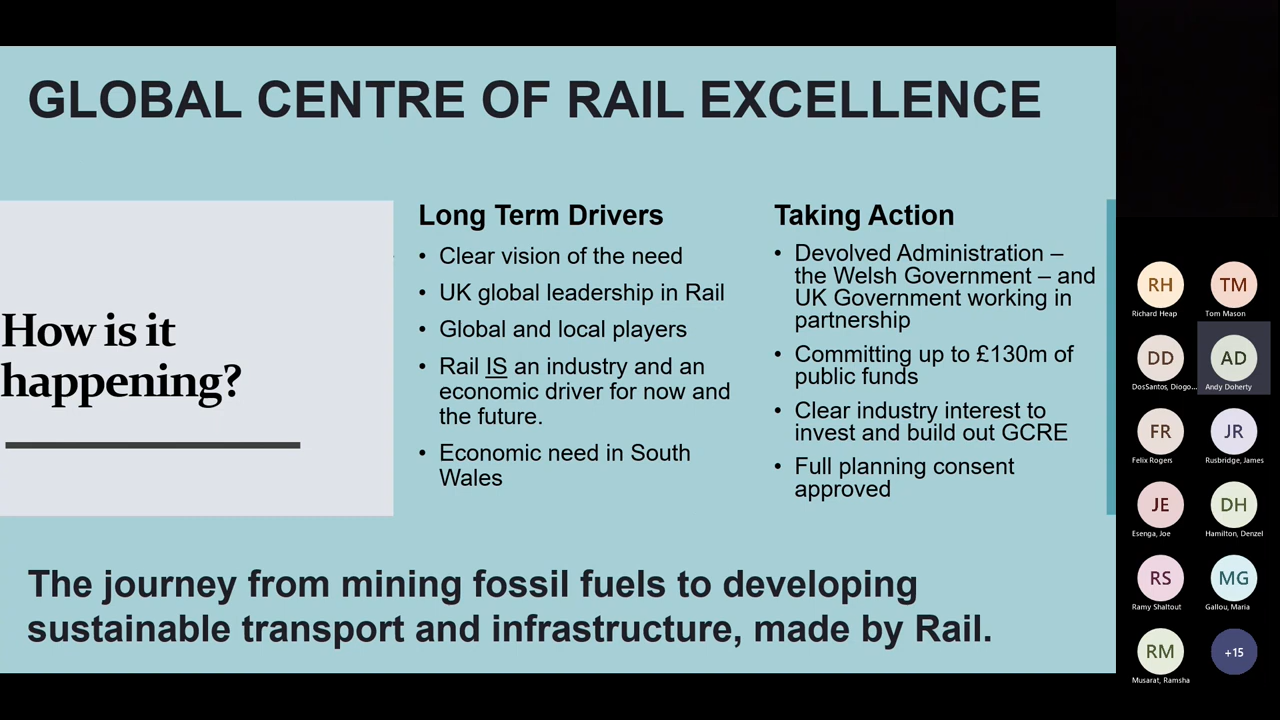 GLOBAL CENTRE OF RAIL EXCELLENCE
How is it
happening?
Long Term Drivers
• Clear vision of the need
• UK global leadership in Rail
• Global and local players
• Rail IS an industry and an
economic driver for now and
the future.
• Economic need in South
Wales
Taking Action
• Devolved Administration –
the Welsh Government – and
UK Government working in
partnership
• Committing up to £130m of
public funds
• Clear industry interest to
invest and build out GCRE
• Full planning consent
approved
The journey from mining fossil fuels to developing
sustainable transport and infrastructure, made by Rail.
RH
Richard Heap
TM
Tom Mason
DD
DosSantos, Diogo...
AD
Andy Doherty
FR
Felix Rogers
JR
Rusbridge, James
JE
Esenga, Joe
DH
Hamilton, Denzel
RS
Ramy Shaltout
MG
Gallou, Maria
RM
Musarat, Ramsha
+15